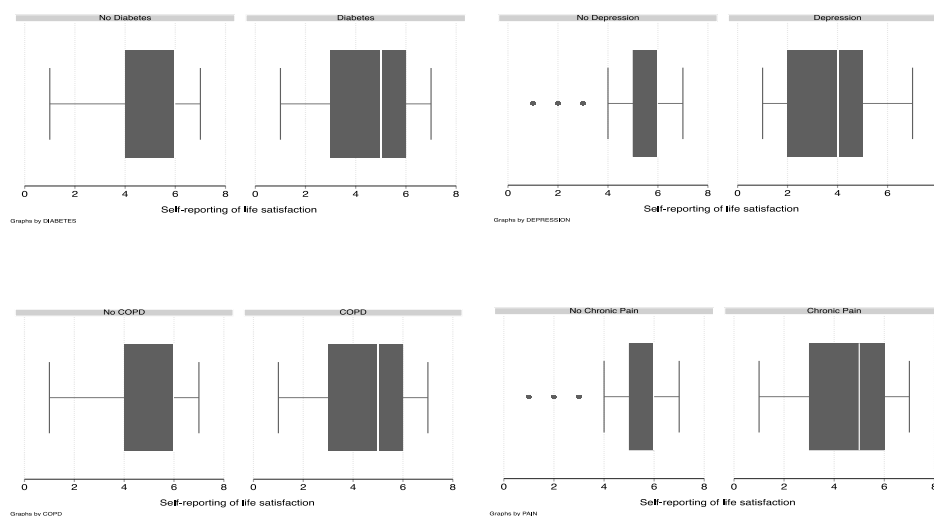 No Diabetes Diabetes
0 2 4 6 8 0 2 4 6 8
Self-reporting of life satisfaction
Graphs by DIABETES
No Depression Depression
0 2 4 6 8 0 2 4 6 8
Self-reporting of life satisfaction
Graphs by DEPRESSION
No COPD COPD
0 2 4 6 8 0 2 4 6 8
Self-reporting of life satisfaction
Graphs by COPD
No Chronic Pain Chronic Pain
0 2 4 6 8 0 2 4 6 8
Self-reporting of life satisfaction
Graphs by PAIN